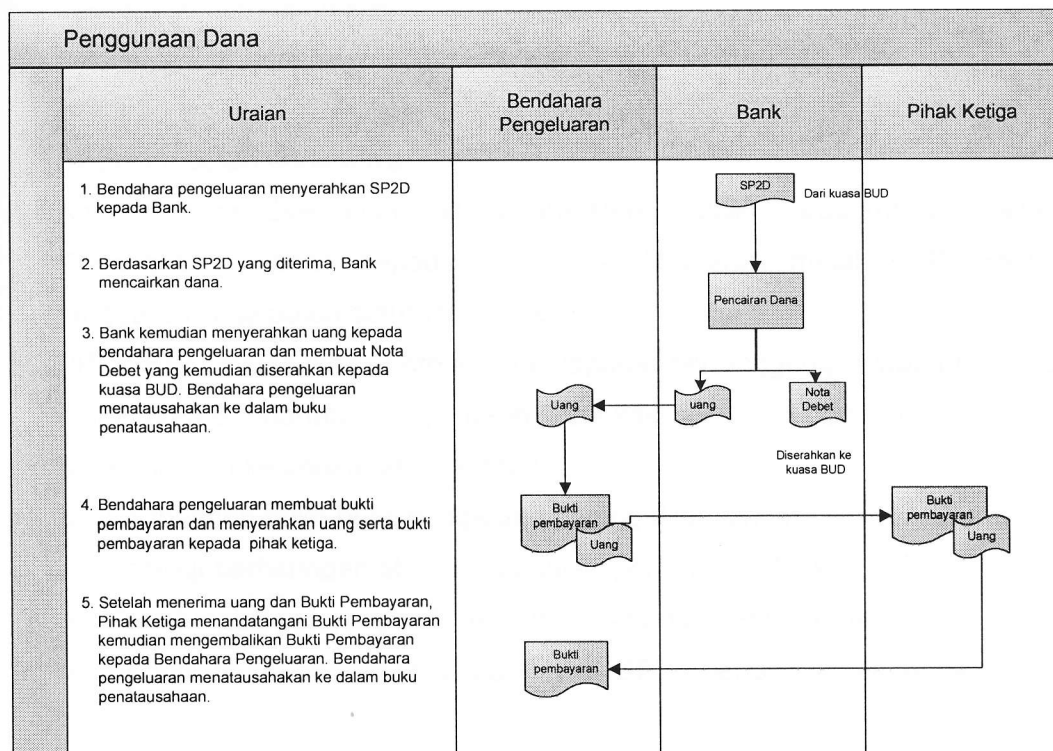 Penggunaan Dana
Uraian
Bendahara
Pengeluaran
Bank
Pihak Ketiga
1. Bendahara pengeluaran menyerahkan SP2D
kepada Bank.
2. Berdasarkan SP2D yang diterima, Bank
mencairkan dana.
3. Bank kemudian menyerahkan uang kepada
bendahara pengeluaran dan membuat Nota
Debet yang kemudian diserahkan kepada
kuasa BUD. Bendahara pengeluaran
menatausahakan ke dalam buku
penatausahaan.
4. Bendahara pengeluaran membuat bukti
pembayaran dan menyerahkan uang serta bukti
pembayaran kepada pihak ketiga.
5. Setelah menerima uang dan Bukti Pembayaran,
Pihak Ketiga menandatangani Bukti Pembayaran
kemudian mengembalikan Bukti Pembayaran
kepada Bendahara Pengeluaran. Bendahara
pengeluaran menatausahakan ke dalam buku
penatausahaan.
SP2D
Dari kuasa BUD
Pencairan Dana
Uang
uang
Nota
Debet
Diserahkan ke
kuasa BUD
Bukti
pembayaran
Uang
Bukti
pembayaran
Uang
Bukti
pembayaran